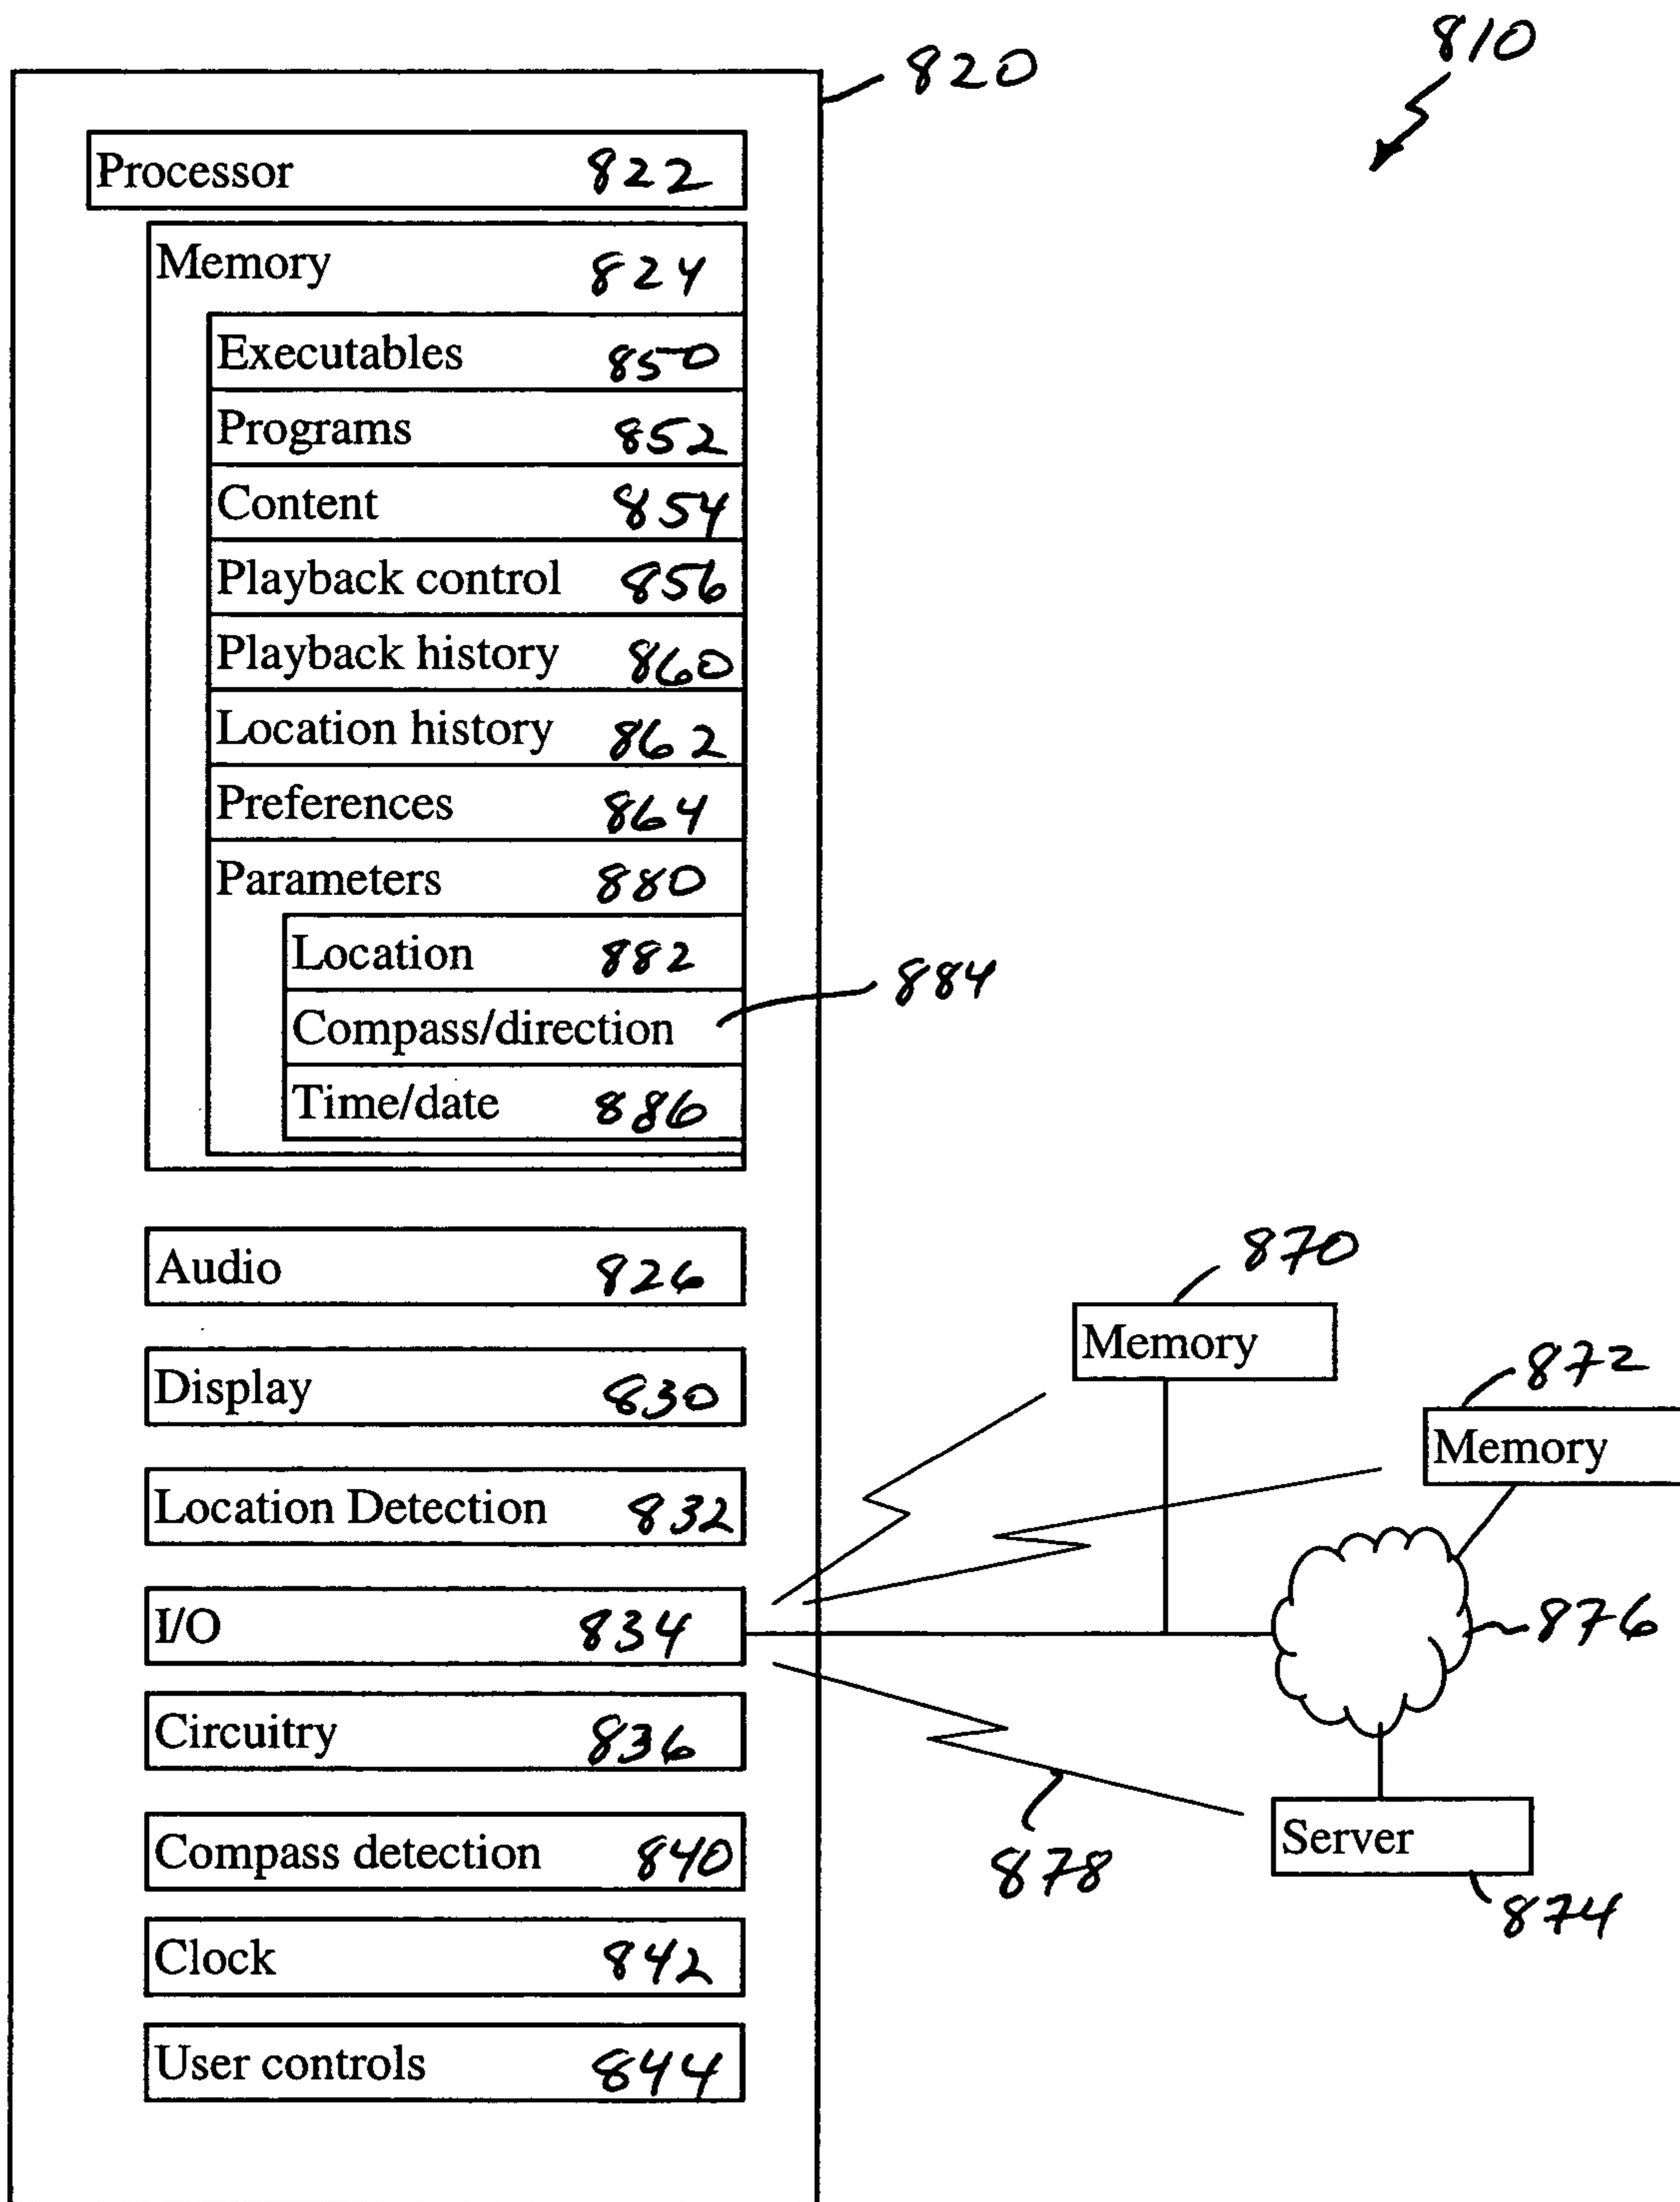 810
820
Processor 822
Memory 824
Executables 850
Programs 852
Content 854
Playback control 856
Playback history 860
Location history 862
Preferences 864
Parameters 880
Location 882
884
Compass/direction
Time/date 886
Audio 826
870
Memory
Display 830
872
Memory
Location Detection 832
I/O 834
876
Circuitry 836
Server
Compass detection 840
878
874
Clock 842
User controls 844